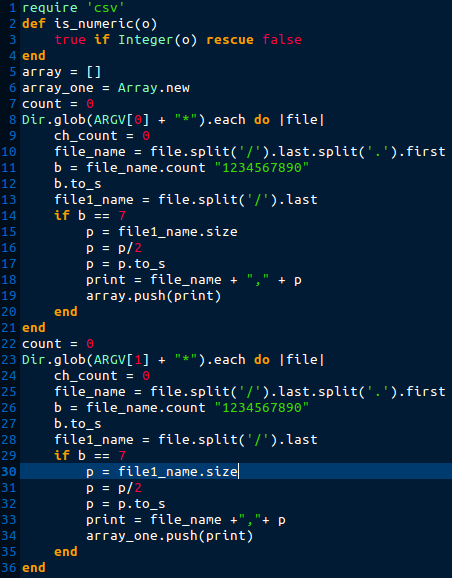 1 require 'csv'
2 def is_numeric(o)
3     true if Integer(o) rescue false
4 end
5 array = []
6 array_one = Array.new
7 count = 0
8 Dir.glob(ARGV[0] + "*").each do |file|
9     ch_count = 0
10     file_name = file.split('/').last.split('.').first
11     b = file_name.count "1234567890"
12     b.to_s
13     file1_name = file.split('/').last
14     if b == 7
15         p = file1_name.size
16         p = p/2
17         p = p.to_s
18         print = file_name + "," + p
19         array.push(print)
20     end
21 end
22 count = 0
23 Dir.glob(ARGV[1] + "*").each do |file|
24     ch_count = 0
25     file_name = file.split('/').last.split('.').first
26     b = file_name.count "1234567890"
27     b.to_s
28     file1_name = file.split('/').last
29     if b == 7
30         p = file1_name.size
31         p = p/2
32         p = p.to_s
33         print = file_name +","+ p
34         array_one.push(print)
35     end
36 end